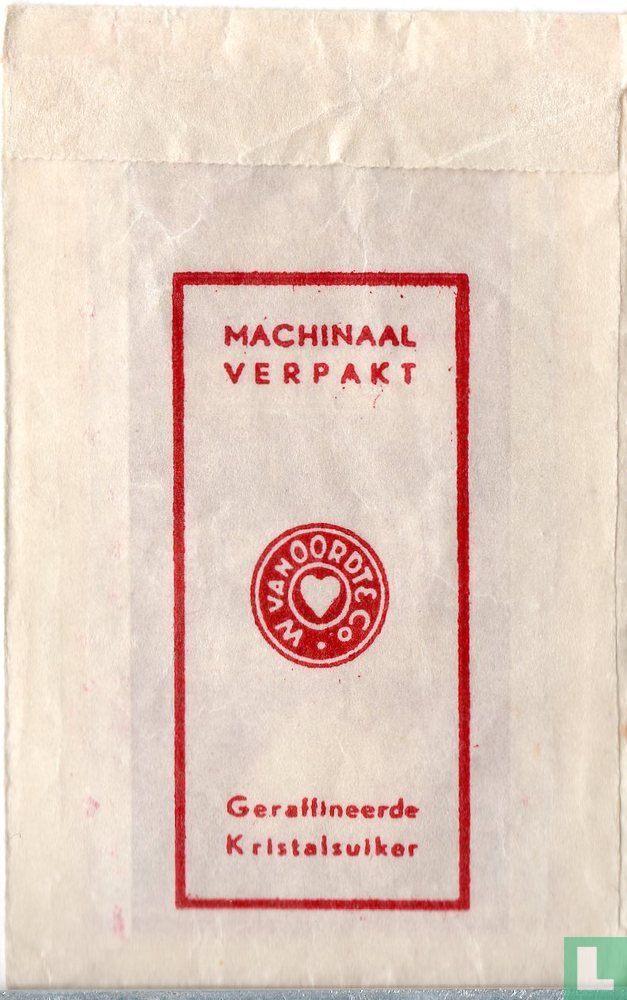 MACHINAAL
VERPAKT
W VAN OORDT & Co •
Geraffineerde
Kristalsuiker
L